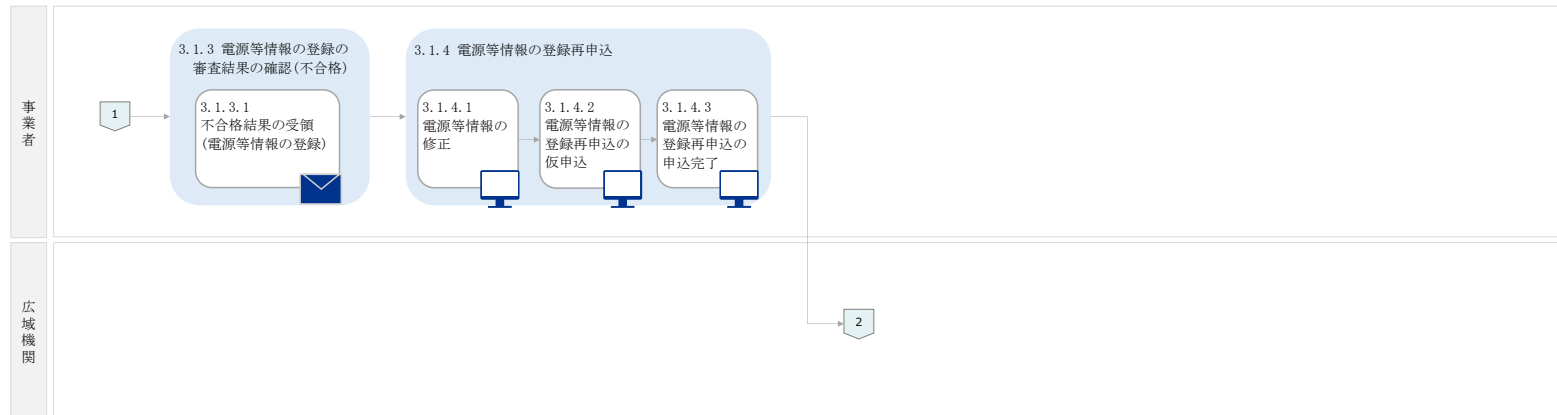 事業者
1
3.1.3 電源等情報の登録の
審査結果の確認(不合格)
3.1.3.1
不合格結果の受領
(電源等情報の登録)
3.1.4 電源等情報の登録再申込
3.1.4.1
電源等情報の
修正
3.1.4.2
電源等情報の
登録再申込の
仮申込
3.1.4.3
電源等情報の
登録再申込の
申込完了
広域機関
2